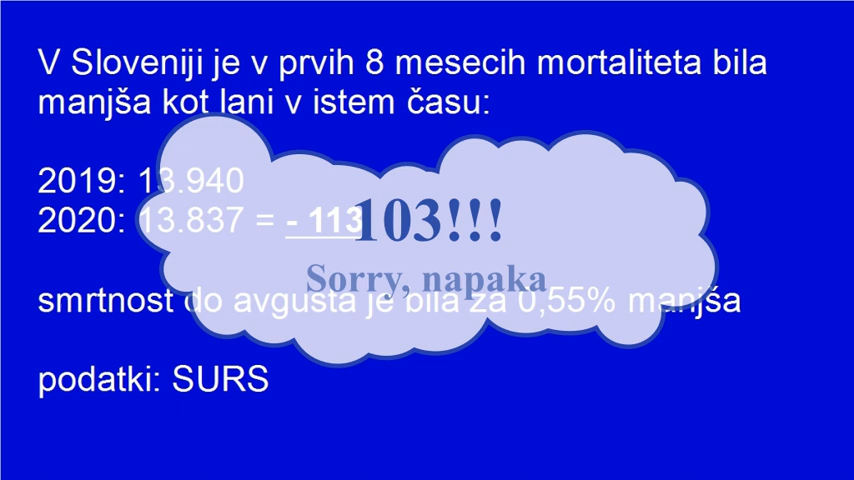 V Sloveniji je v prvih 8 mesecih mortaliteta bila
manjša kot lani v istem času:
2019: 13.940
2020: 13.837 = - 113
103!!!
Sorry, napaka
smrtnost do avgusta je bila za 0,55% manjša
podatki: SURS